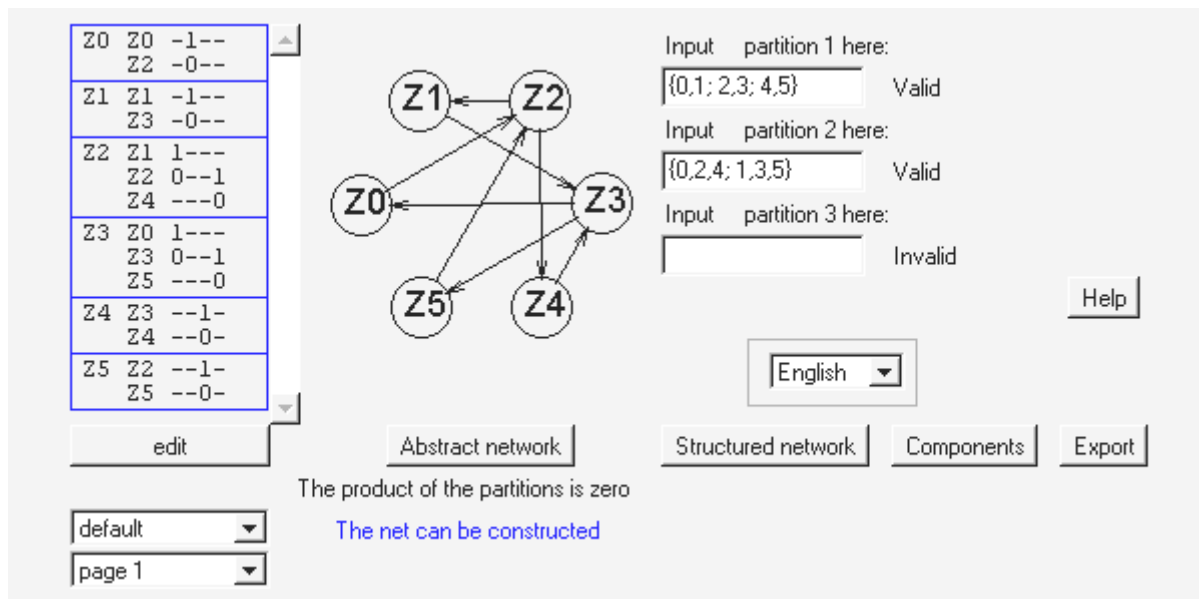 Z0 Z0 -1--
Z2 -0--
Z1 Z1 -1--
Z3 -0--
Z2 Z1 1---
Z2 0--1
Z4 ---0
Z3 Z0 1---
Z3 0--1
Z5 ---0
Z4 Z3 --1-
Z4 --0-
Z5 Z2 --1-
Z5 --0-
edit
default
page 1
Z1
Z2
Z0
Z3
Z5
Z4
Abstract network
The product of the partitions is zero
The net can be constructed
Input partition 1 here:
{0,1; 2,3; 4,5} Valid
Input partition 2 here:
{0,2,4; 1,3,5} Valid
Input partition 3 here:
Invalid
Help
English
Structured network
Components
Export